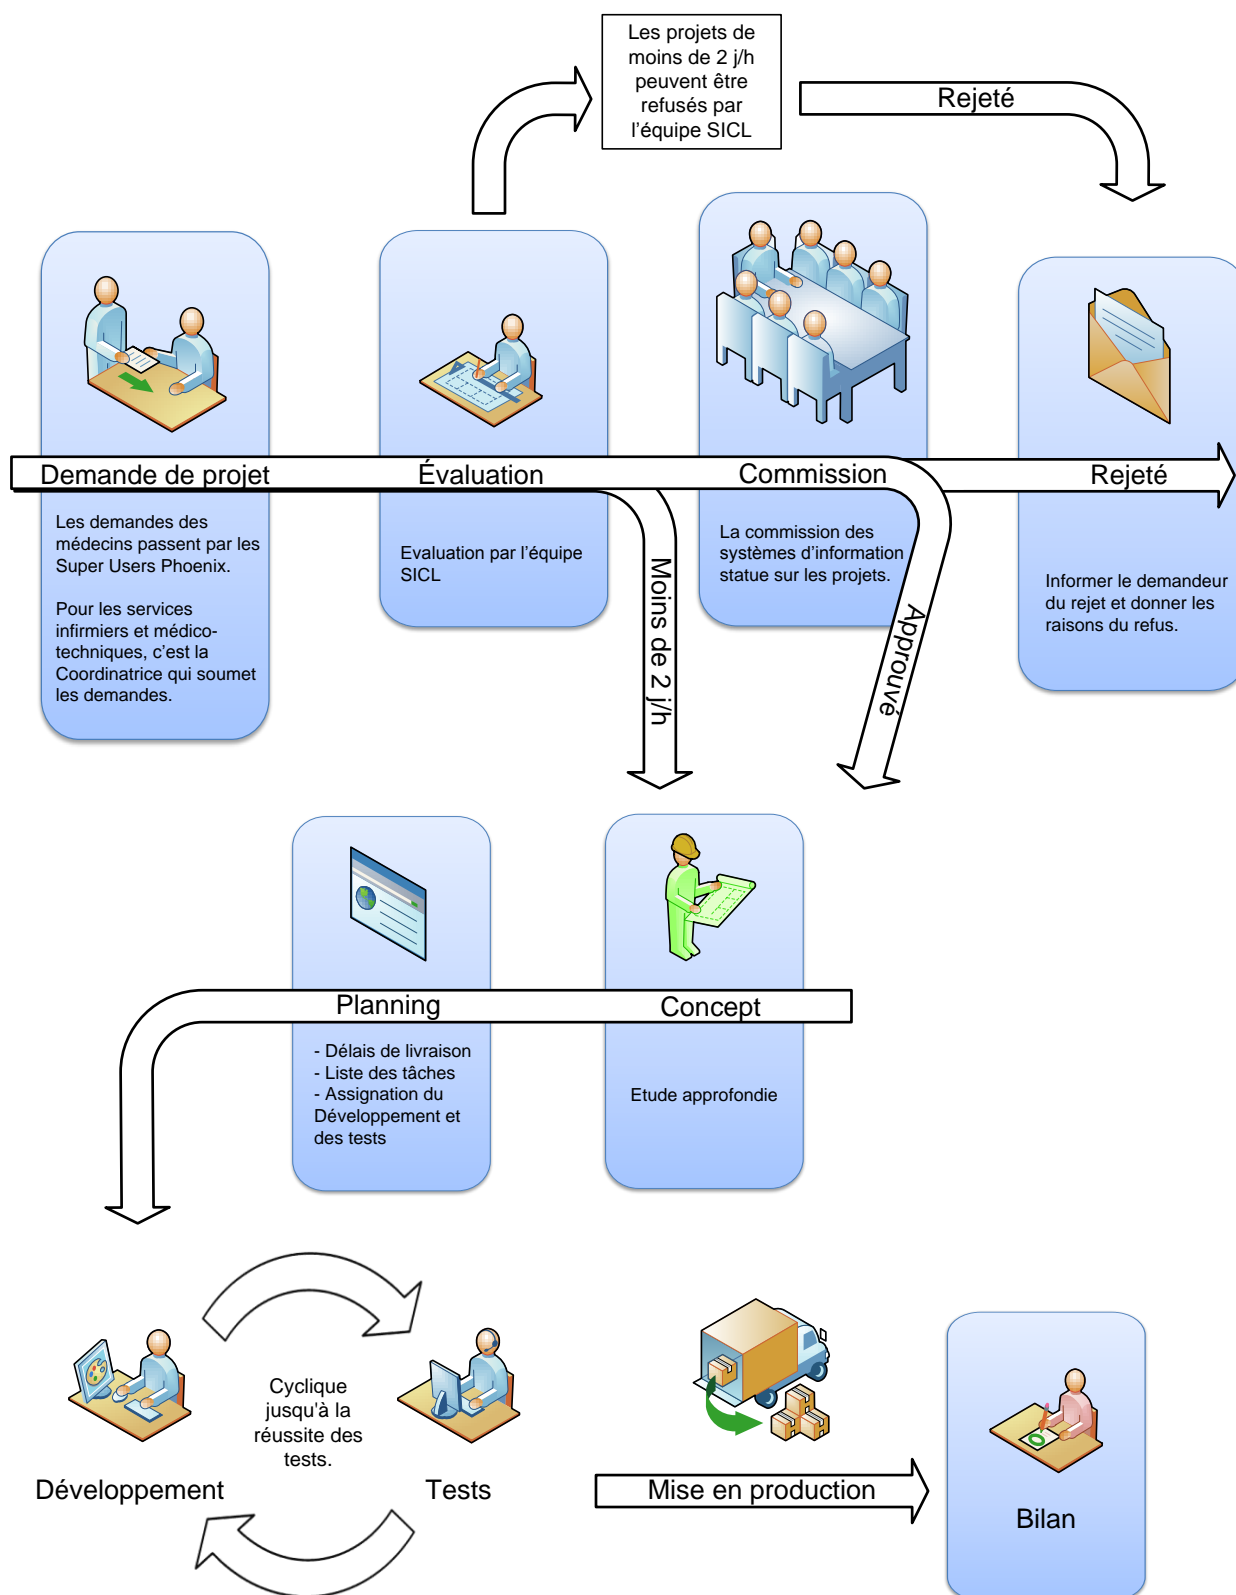 Les projets de
moins de 2 j/h
peuvent être
refusés par
l'équipe SICL
Rejeté
Demande de projet
Évaluation
Commission
Rejeté
Les demandes des
médecins passent par les
Super Users Phoenix.
Pour les services
infirmiers et médico-
techniques, c'est la
Coordinatrice qui soumet
les demandes.
Evaluation par l'équipe
SICL
La commission des
systèmes d'information
statue sur les projets.
Informer le demandeur
du rejet et donner les
raisons du refus.
Moins de 2 j/h
Approuvé
Planning
Concept
- Délais de livraison
- Liste des tâches
- Assignation du
Développement et
des tests
Etude approfondie
Cyclique
jusqu'à la
réussite des
tests.
Développement
Tests
Mise en production
Bilan